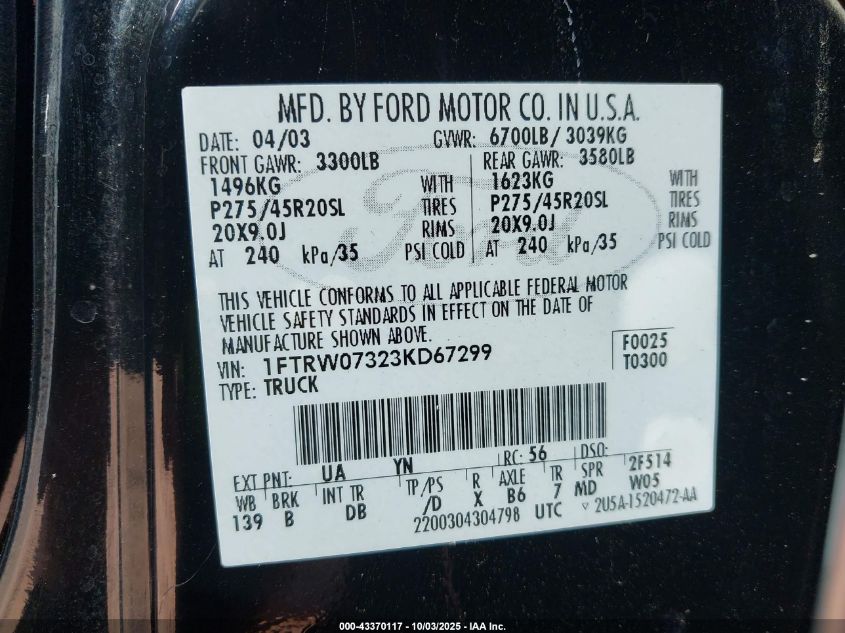 MFD. BY FORD MOTOR CO. IN U.S.A.
DATE: 04/03 GVWR: 6700LB/ 3039KG
FRONT GAWR: 3300LB REAR GAWR: 3580LB
1496KG WITH 1623KG WITH
P275/45R20SL TIRES P275/45R20SL TIRES
20X9.0J RIMS 20X9.0J RIMS
AT 240 kPa/35 PSI COLD AT 240 kPa/35 PSI COLD
Ford
THIS VEHICLE CONFORMS TO ALL APPLICABLE FEDERAL MOTOR
VEHICLE SAFETY STANDARDS IN EFFECT ON THE DATE OF
MANUFACTURE SHOWN ABOVE.
VIN: 1FTRW07323KD67299 F0025
TYPE: TRUCK T0300
EXT PNT: UA YN RC: 56 DSO:
WB BRK INT TR TP/PS R AXLE TR SPR 2F514
139 B DB /D X B6 7 MD W05
2200304304798 UTC ▽ 2U5A-1520472-AA
000-43370117 - 10/03/2025 - IAA Inc.